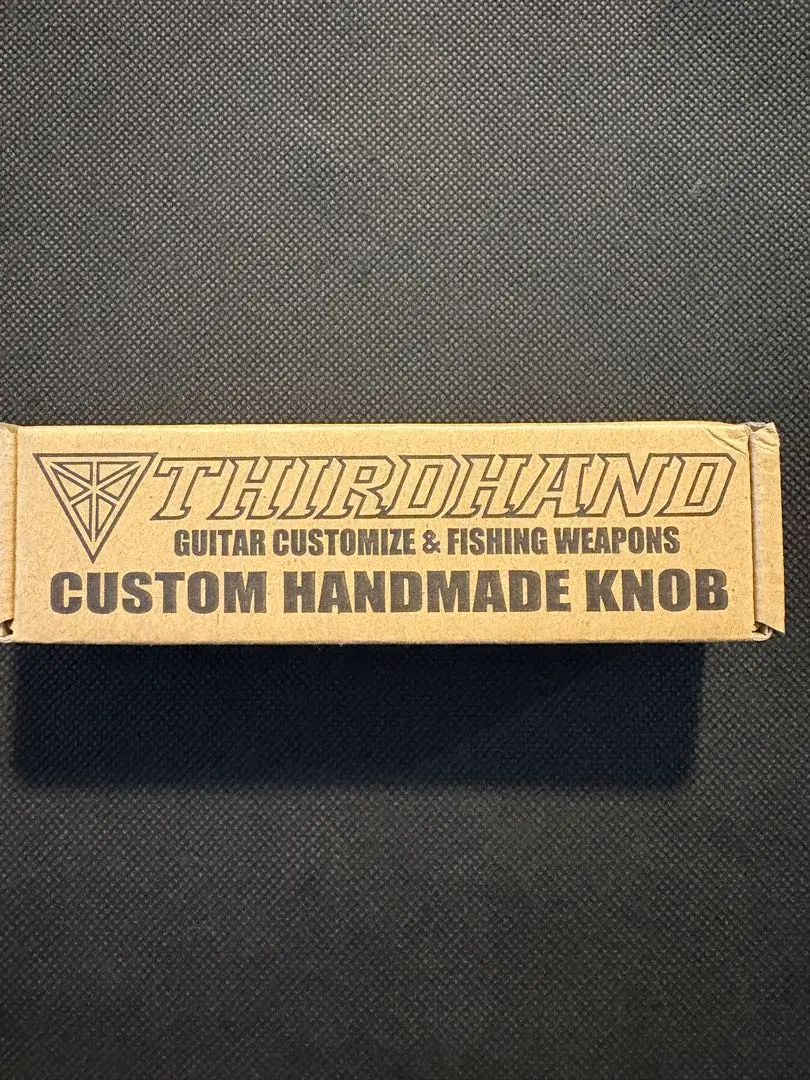 THIRDHAND
GUITAR CUSTOMIZE & FISHING WEAPONS
CUSTOM HANDMADE KNOB